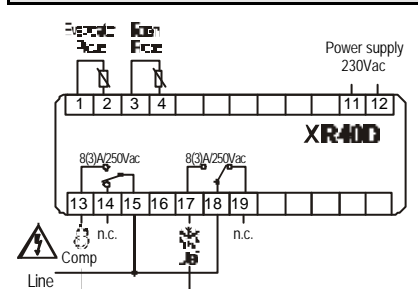 Power supply
230Vac
1 2 3 4 11 12
XR40D
8(3)A/250Vac 8(3)A/250Vac
13 14 15 16 17 18 19
n.c. n.c.
Comp
Line